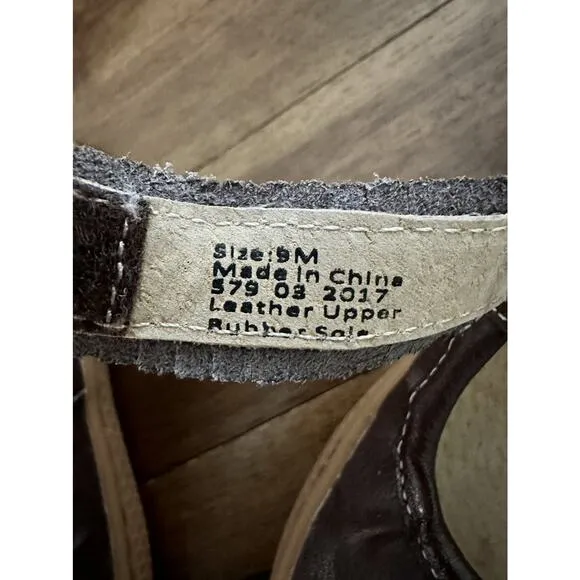 Size:9M
Made in China
579 03 2017
Leather Upper
Rubber Sole